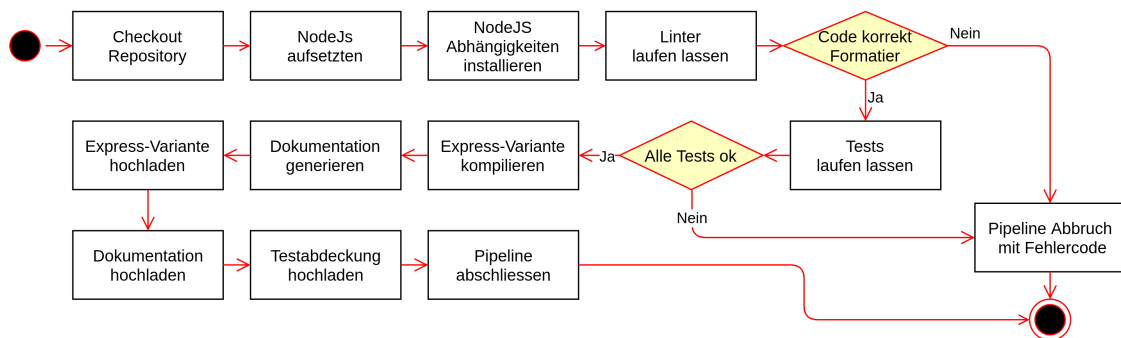 Checkout
Repository
NodeJs
aufsetzten
NodeJS
Abhängigkeiten
installieren
Linter
laufen lassen
Code korrekt
Formatier
Nein
Ja
Tests
laufen lassen
Alle Tests ok
Ja
Nein
Express-Variante
kompilieren
Dokumentation
generieren
Express-Variante
hochladen
Dokumentation
hochladen
Testabdeckung
hochladen
Pipeline
abschliessen
Pipeline Abbruch
mit Fehlercode